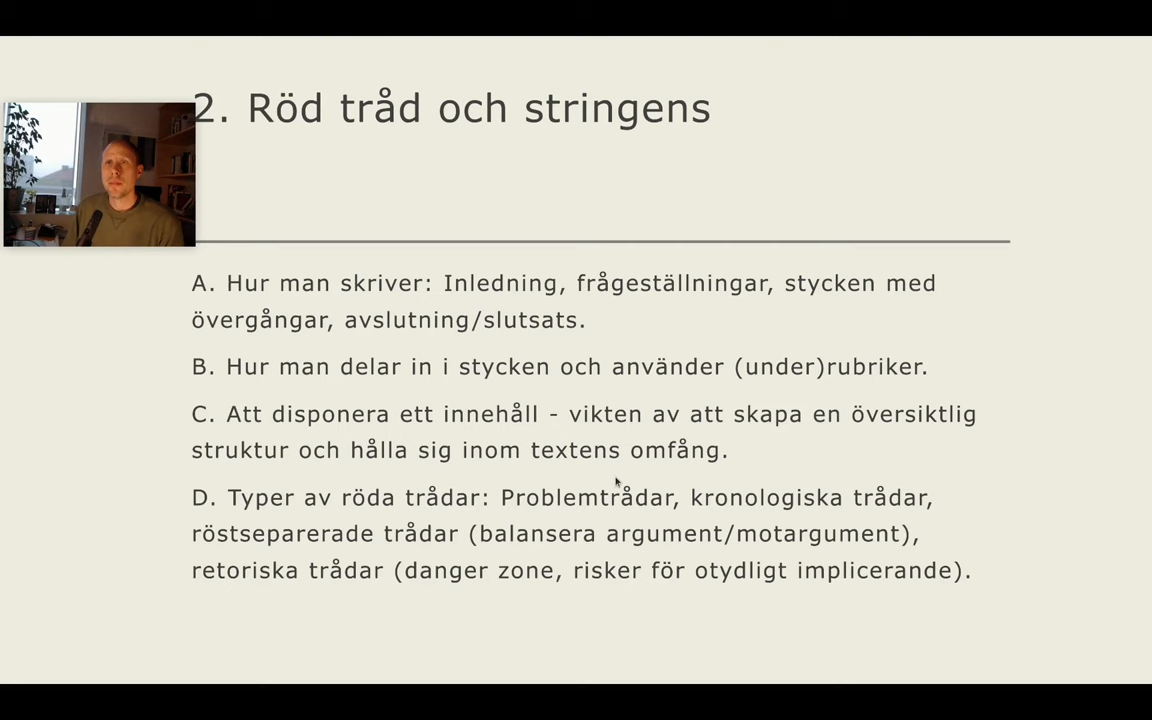 2. Röd tråd och stringens
A. Hur man skriver: Inledning, frågeställningar, stycken med
övergångar, avslutning/slutsats.
B. Hur man delar in i stycken och använder (under)rubriker.
C. Att disponera ett innehåll - vikten av att skapa en översiktlig
struktur och hålla sig inom textens omfång.
D. Typer av röda trådar: Problemtrådar, kronologiska trådar,
röstseparerade trådar (balansera argument/motargument),
retoriska trådar (danger zone, risker för otydligt implicerande).